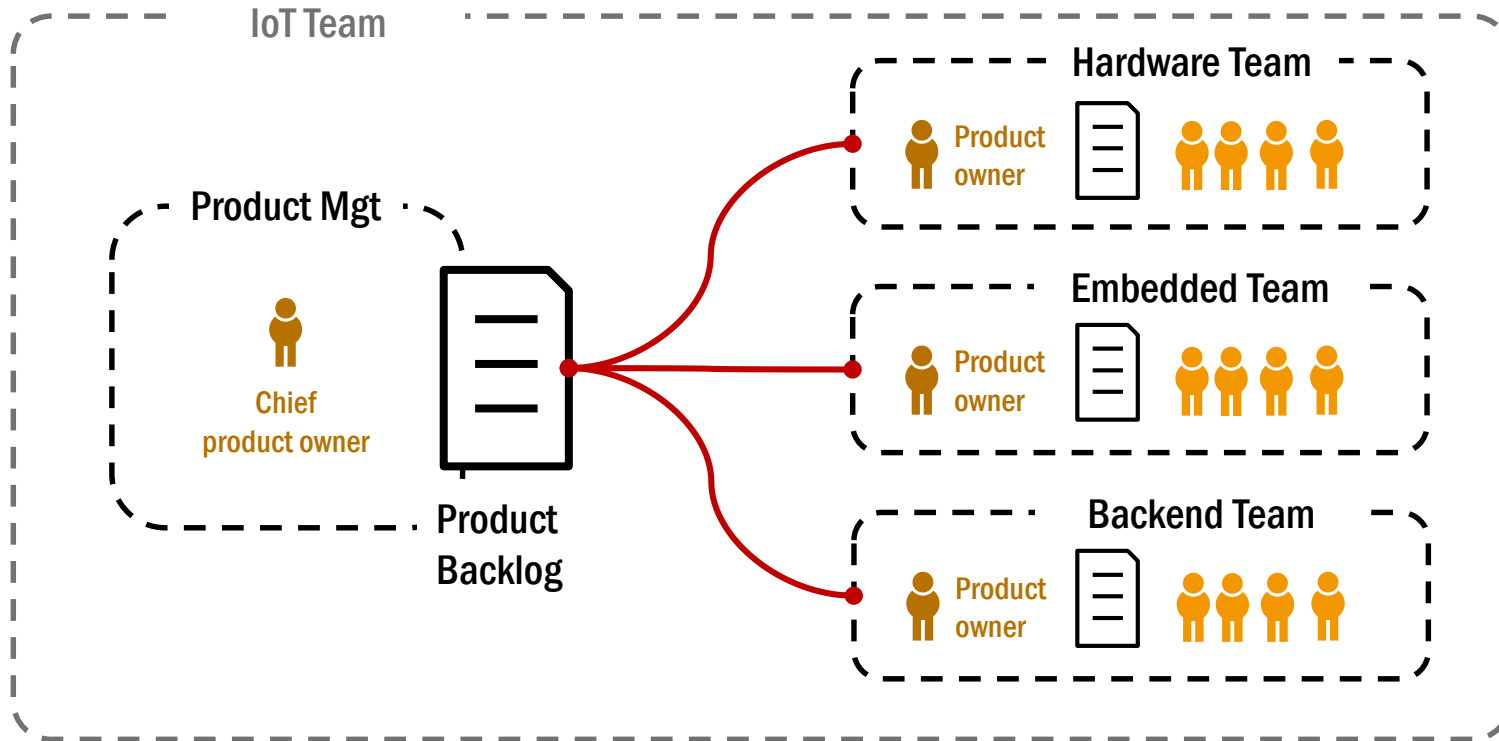 IoT Team
Product Mgt
Chief
product owner
Product
Backlog
Hardware Team
Product
owner
Embedded Team
Product
owner
Backend Team
Product
owner